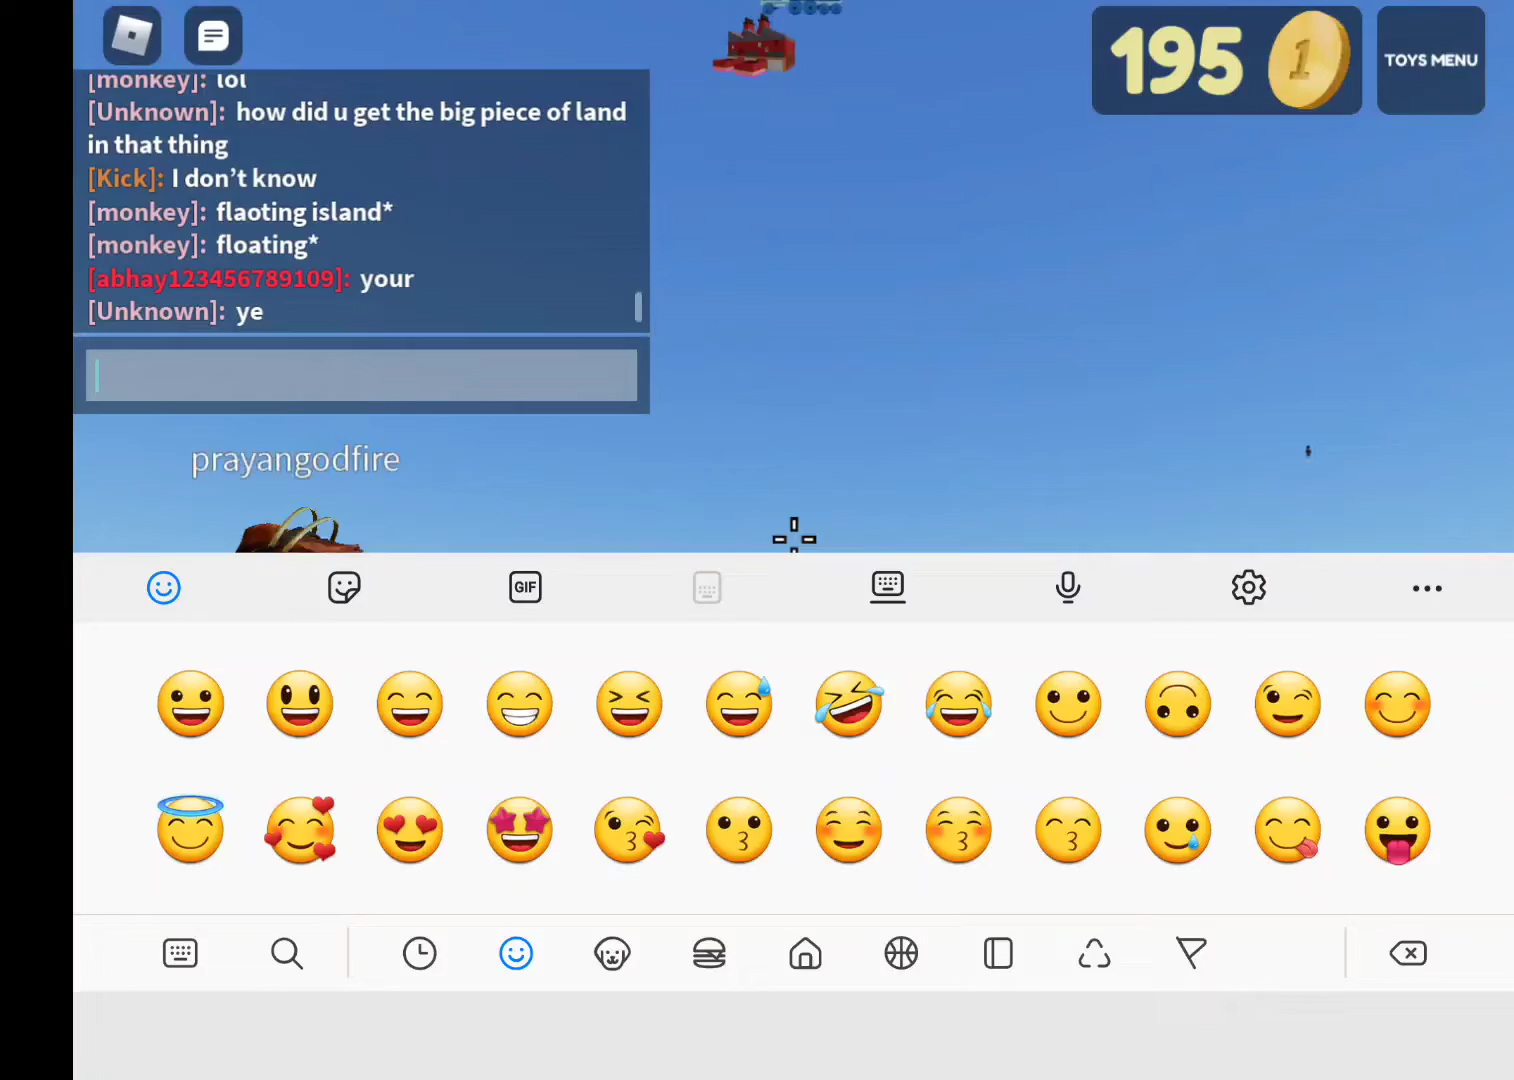 [monkey]: lol
[Unknown]: how did u get the big piece of land
in that thing
[Kick]: I don’t know
[monkey]: flaoting island*
[monkey]: floating*
[abhay123456789109]: your
[Unknown]: ye
195
1
TOYS MENU
prayangodfire
GIF